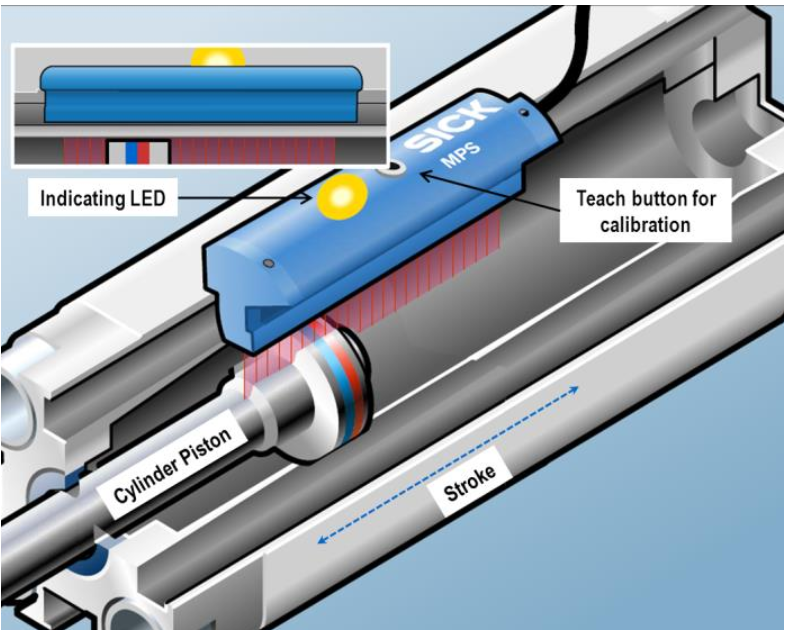 SICK
MPS
Indicating LED
Teach button for
calibration
Cylinder Piston
Stroke